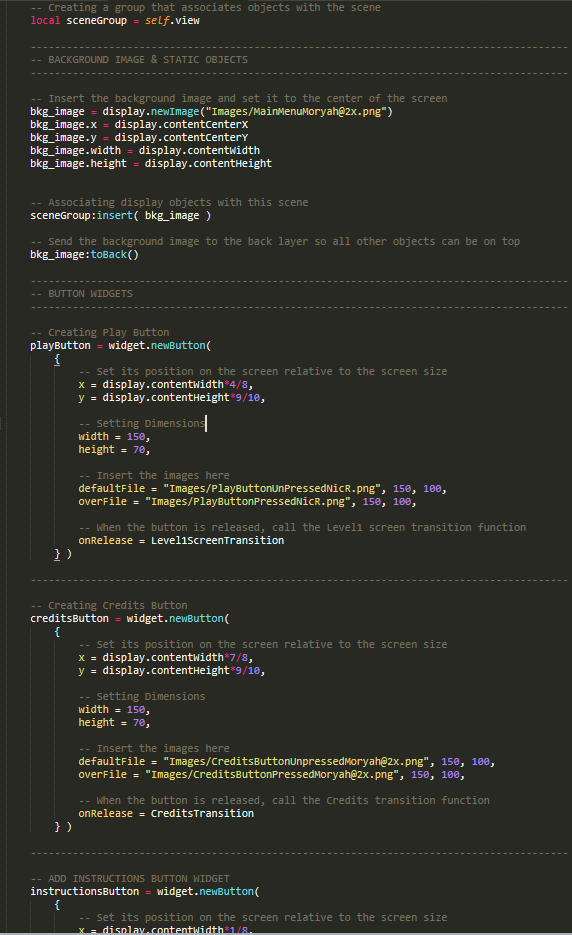 -- Creating a group that associates objects with the scene
local sceneGroup = self.view
-----------------------------------------------------------------------------------------
-- BACKGROUND IMAGE & STATIC OBJECTS
-----------------------------------------------------------------------------------------
-- Insert the background image and set it to the center of the screen
bkg_image = display.newImage("Images/MainMenuMoryah@2x.png")
bkg_image.x = display.contentCenterX
bkg_image.y = display.contentCenterY
bkg_image.width = display.contentWidth
bkg_image.height = display.contentHeight
-- Associating display objects with this scene
sceneGroup:insert( bkg_image )
-- Send the background image to the back layer so all other objects can be on top
bkg_image:toBack()
-----------------------------------------------------------------------------------------
-- BUTTON WIDGETS
-----------------------------------------------------------------------------------------
-- Creating Play Button
playButton = widget.newButton(
{
-- Set its position on the screen relative to the screen size
x = display.contentWidth*4/8,
y = display.contentHeight*9/10,
-- Setting Dimensions
width = 150,
height = 70,
-- Insert the images here
defaultFile = "Images/PlayButtonUnPressedNicR.png", 150, 100,
overFile = "Images/PlayButtonPressedNicR.png", 150, 100,
-- When the button is released, call the Level1 screen transition function
onRelease = Level1ScreenTransition
} )
-----------------------------------------------------------------------------------------
-- Creating Credits Button
creditsButton = widget.newButton(
{
-- Set its position on the screen relative to the screen size
x = display.contentWidth*7/8,
y = display.contentHeight*9/10,
-- Setting Dimensions
width = 150,
height = 70,
-- Insert the images here
defaultFile = "Images/CreditsButtonUnpressedMoryah@2x.png", 150, 100,
overFile = "Images/CreditsButtonPressedMoryah@2x.png", 150, 100,
-- When the button is released, call the Credits transition function
onRelease = CreditsTransition
} )
-----------------------------------------------------------------------------------------
-- ADD INSTRUCTIONS BUTTON WIDGET
instructionsButton = widget.newButton(
{
-- Set its position on the screen relative to the screen size
x = display.contentWidth*1/8,